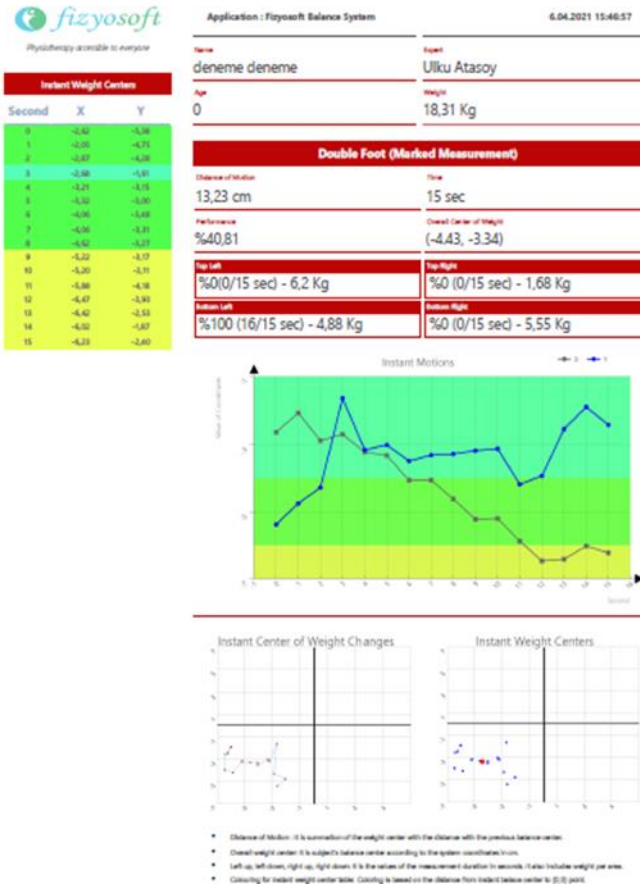 fizyosoft
Physiotherapy accessible to everyone
Application : Fizyosoft Balance System
6.04.2021 15:46:57
Name
deneme deneme
Expert
Ulku Atasoy
Age
0
Weight
18,31 Kg
Instant Weight Centers
Second X Y
0 -2,62 -5,38
1 -2,05 -4,75
2 -2,87 -4,28
3 -2,68 -1,61
4 -3,21 -3,15
5 -3,32 -3,00
6 -4,06 -3,48
7 -4,06 -3,31
8 -4,62 -3,27
9 -5,22 -3,17
10 -5,20 -3,11
11 -5,88 -4,18
12 -6,47 -3,93
13 -6,42 -2,53
14 -6,02 -1,87
15 -6,23 -2,40
Double Foot (Marked Measurement)
Distance of Motion
13,23 cm
Time
15 sec
Performance
%40,81
Overall Center of Weight
(-4.43, -3.34)
Top Left
%0(0/15 sec) - 6,2 Kg
Top Right
%0 (0/15 sec) - 1,68 Kg
Bottom Left
%100 (16/15 sec) - 4,88 Kg
Bottom Right
%0 (0/15 sec) - 5,55 Kg
Instant Motions
Second
Instant Center of Weight Changes
Instant Weight Centers
Distance of Motion: It is summation of the weight center with the distance with the previous balance center.
Overall weight center: It is subject's balance center according to the system coordinates in cm.
Left up, left down, right up, right down: It is the values of the measurement duration in seconds. It also includes weight per area.
Colouring for instant weight center table: Coloring is based on the distance from instant balance center to (0,0) point.